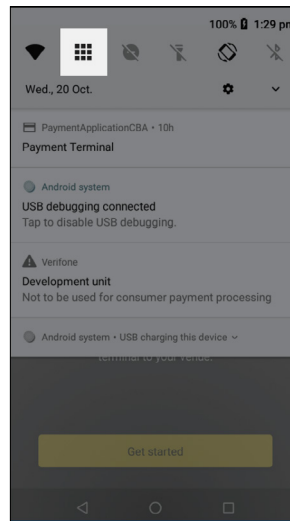 100% 1:29 pm
Wed., 20 Oct.
PaymentApplicationCBA • 10h
Payment Terminal
Android system
USB debugging connected
Tap to disable USB debugging.
Verifone
Development unit
Not to be used for consumer payment processing
Android system • USB charging this device
terminal to your venue.
Get started